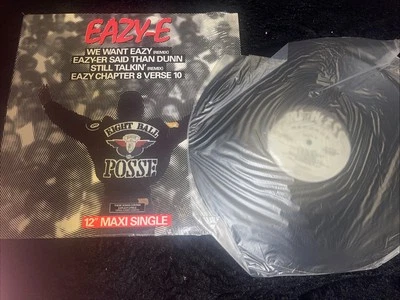 EAZY-E
WE WANT EAZY (REMIX)
EAZY-ER SAID THAN DUNN
STILL TALKIN' (REMIX)
EAZY CHAPTER 8 VERSE 10
EIGHT BALL
8
POSSE
12" MAXI SINGLE